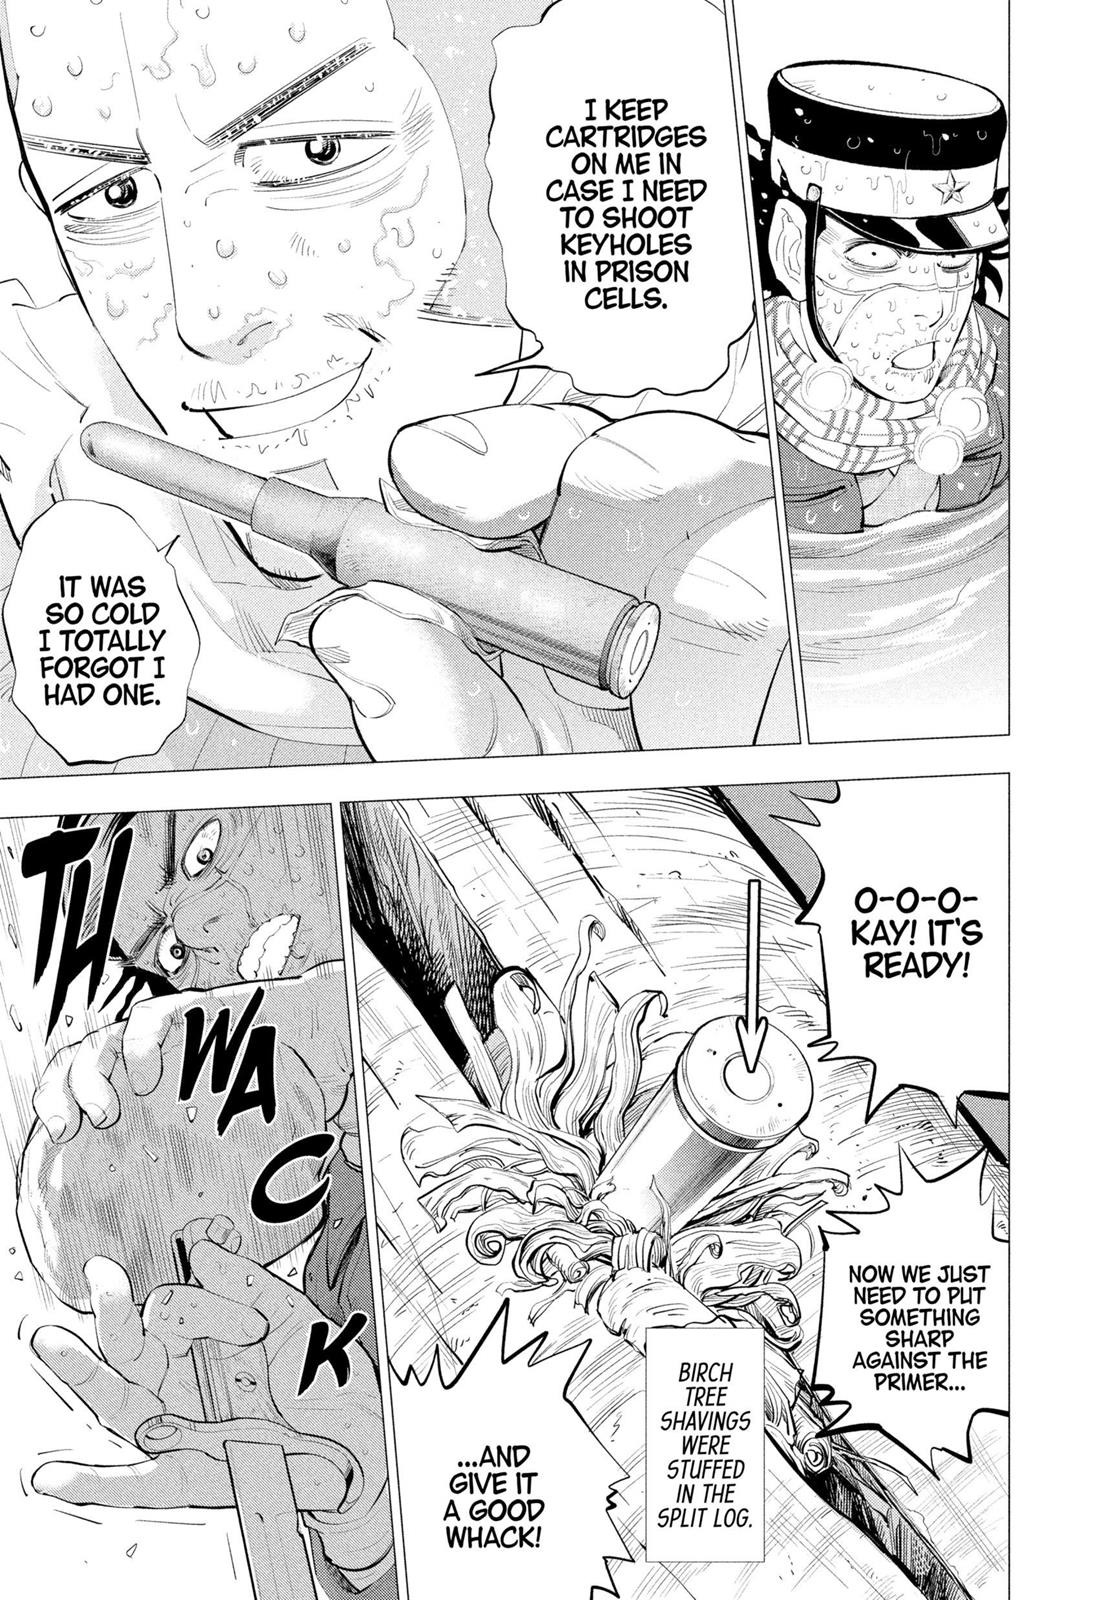 I KEEP
CARTRIDGES
ON ME IN
CASE I NEED
TO SHOOT
KEYHOLES
IN PRISON
CELLS.
IT WAS
SO COLD
I TOTALLY
FORGOT I
HAD ONE.
O-O-O-
KAY! IT'S
READY!
NOW WE JUST
NEED TO PUT
SOMETHING
SHARP
AGAINST THE
PRIMER...
BIRCH
TREE
SHAVINGS
WERE
STUFFED
IN THE
SPLIT LOG.
...AND
GIVE IT
A GOOD
WHACK!
THWACK